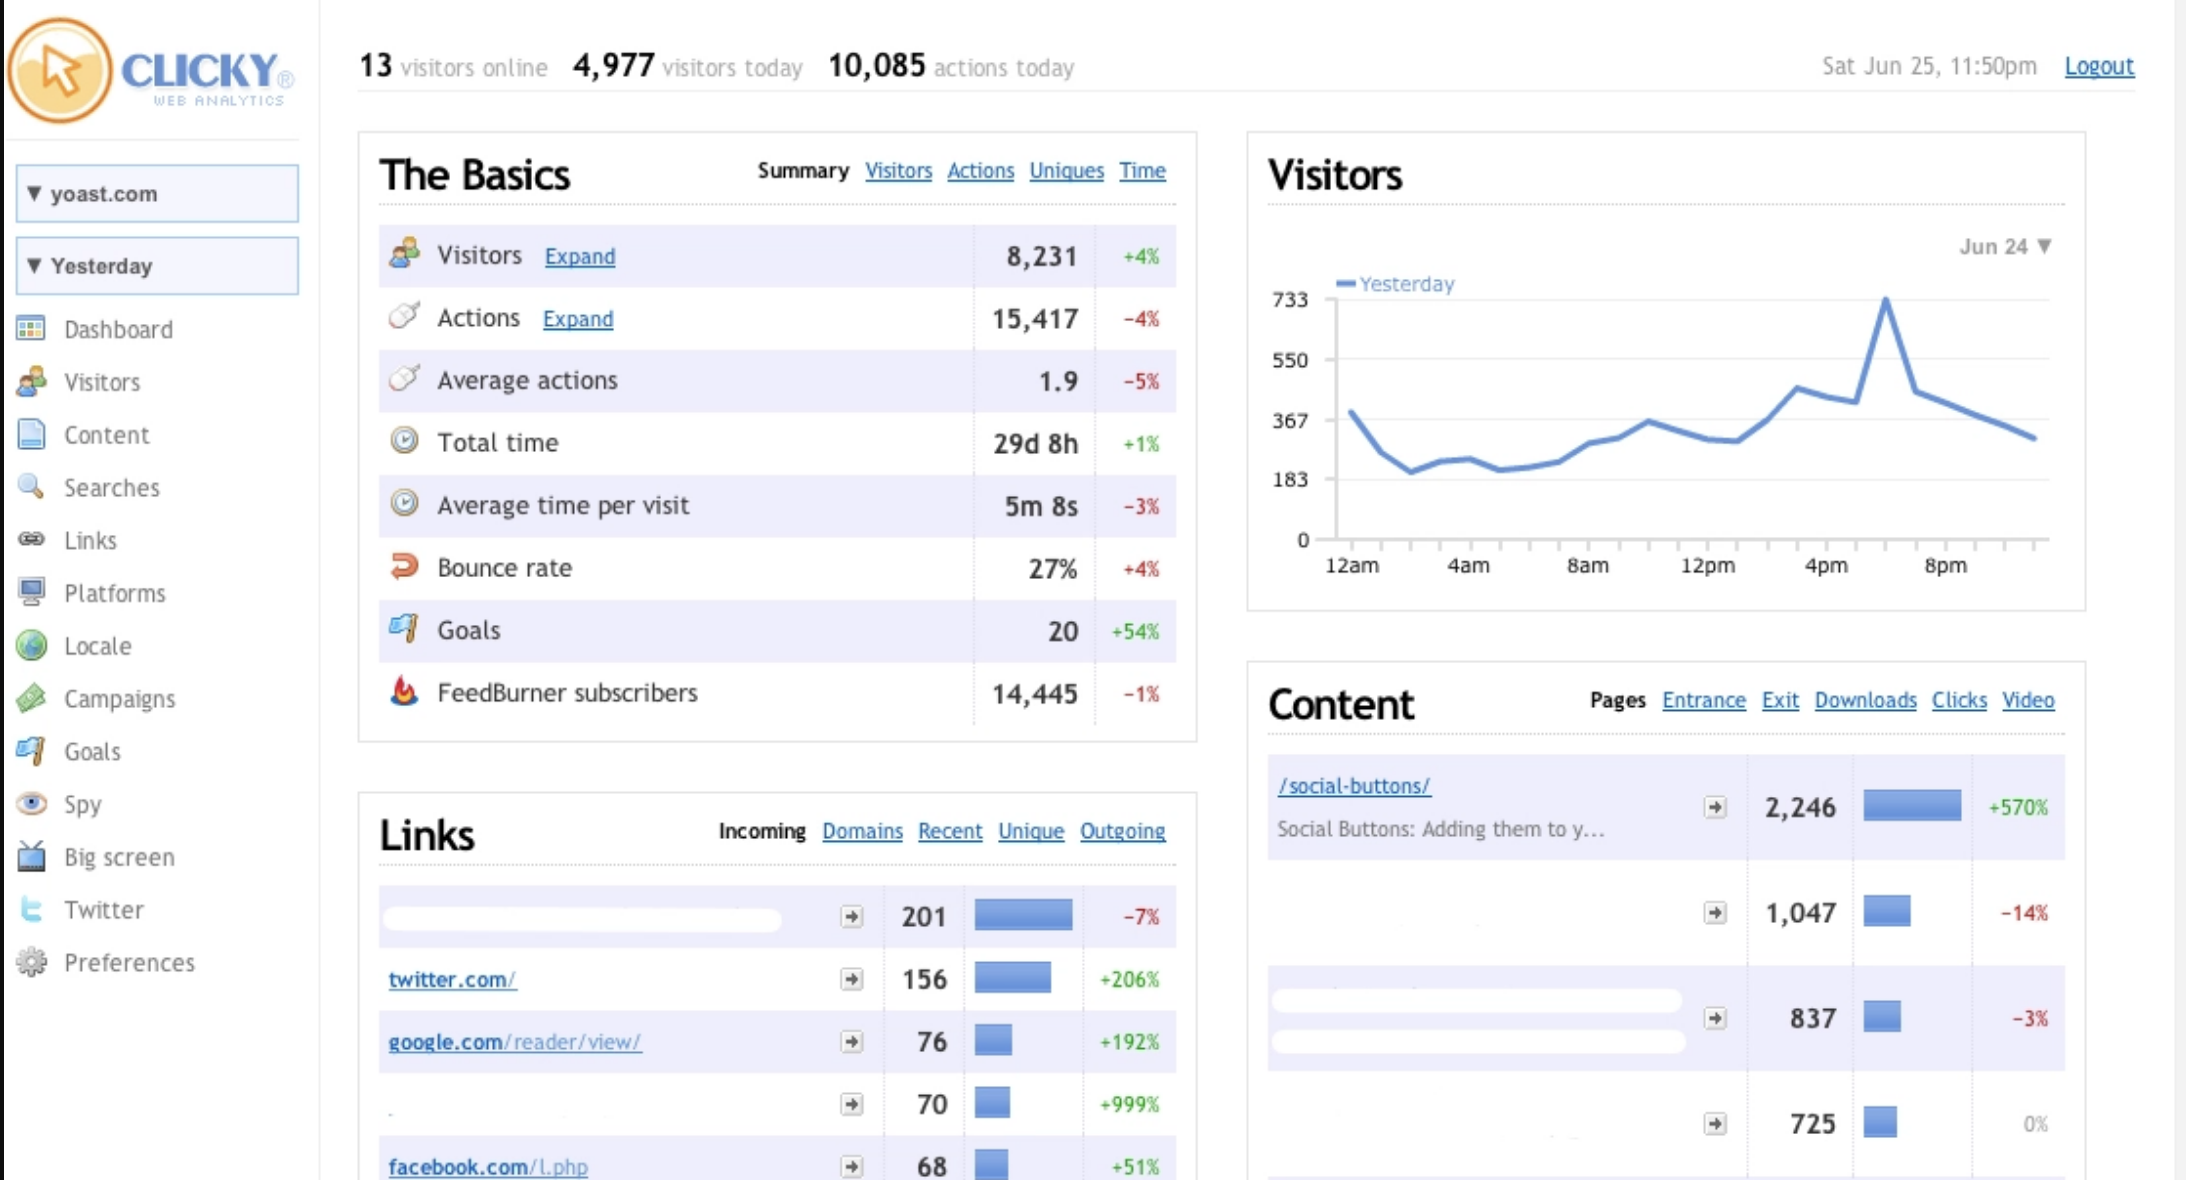 CLICKY®
WEB ANALYTICS
▼ yoast.com
▼ Yesterday
Dashboard
Visitors
Content
Searches
Links
Platforms
Locale
Campaigns
Goals
Spy
Big screen
Twitter
Preferences
13 visitors online 4,977 visitors today 10,085 actions today
Sat Jun 25, 11:50pm Logout
The Basics Summary Visitors Actions Uniques Time
Visitors Expand 8,231 +4%
Actions Expand 15,417 -4%
Average actions 1.9 -5%
Total time 29d 8h +1%
Average time per visit 5m 8s -3%
Bounce rate 27% +4%
Goals 20 +54%
FeedBurner subscribers 14,445 -1%
Links Incoming Domains Recent Unique Outgoing
201 -7%
twitter.com/ 156 +206%
google.com/reader/view/ 76 +192%
70 +999%
facebook.com/l.php 68 +51%
Visitors
Jun 24 ▼
Yesterday
733
550
367
183
0
12am 4am 8am 12pm 4pm 8pm
Content Pages Entrance Exit Downloads Clicks Video
/social-buttons/
Social Buttons: Adding them to y... 2,246 +570%
1,047 -14%
837 -3%
725 0%